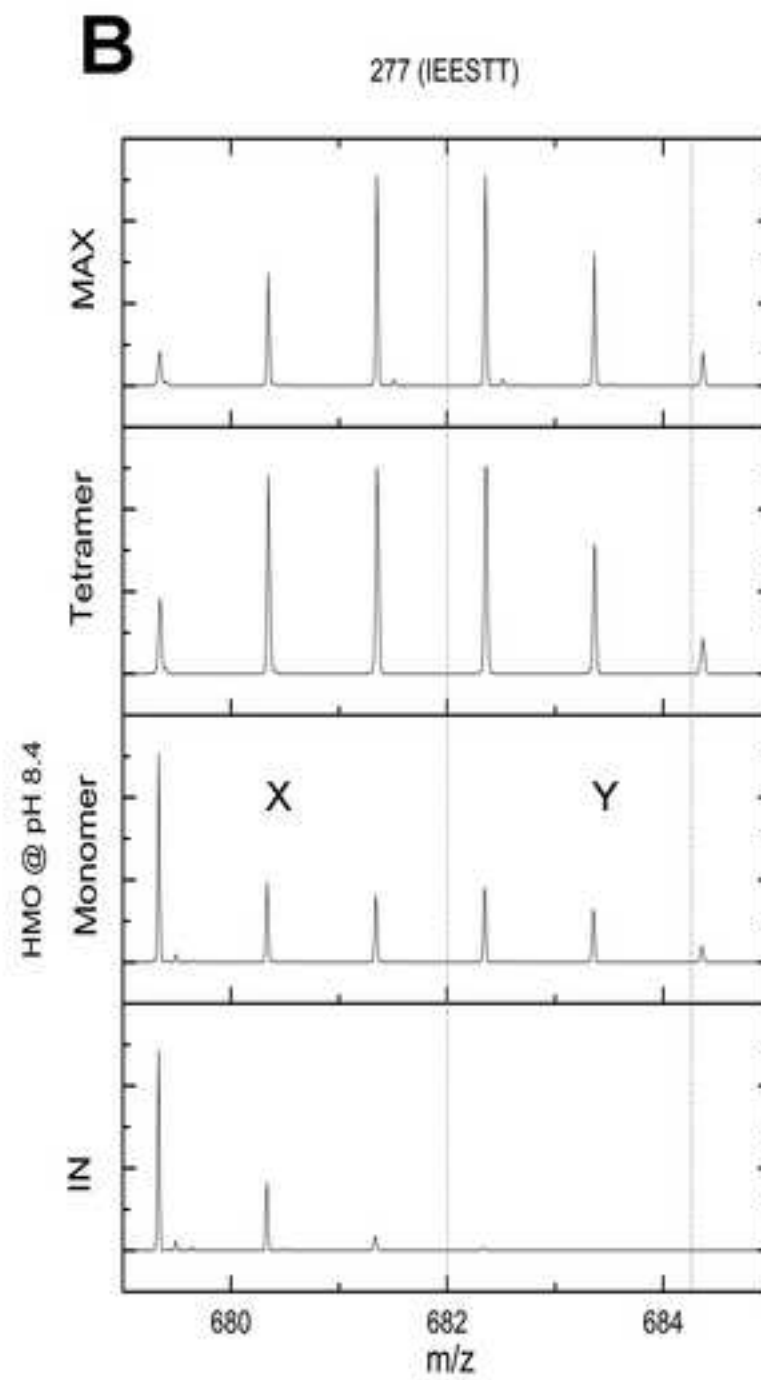 B
277 (IEESTT)
MAX
Tetramer
HMO @ pH 8.4
Monomer
X
Y
IN
680
682
684
m/z